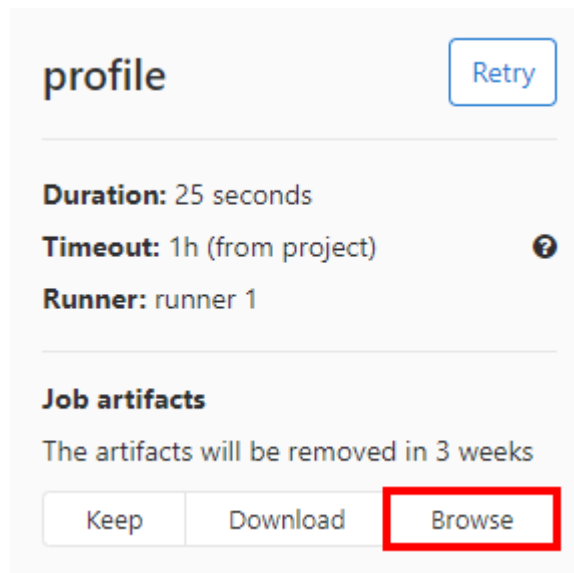 profile
Retry
Duration: 25 seconds
Timeout: 1h (from project)
Runner: runner 1
Job artifacts
The artifacts will be removed in 3 weeks
Keep Download Browse